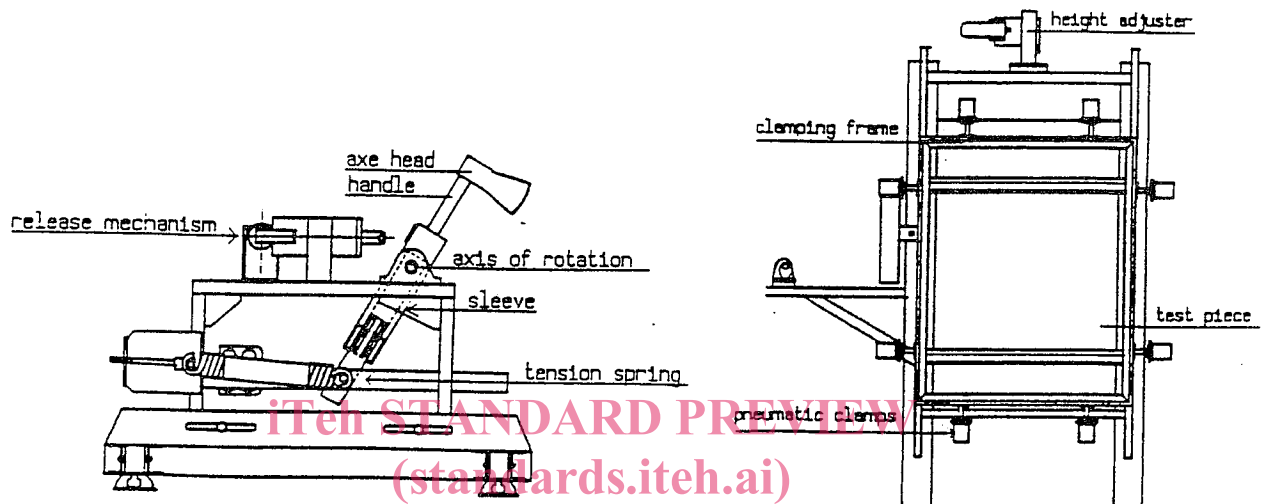 axe head
handle
release mechanism
axis of rotation
sleeve
tension spring
height adjuster
clamping frame
test piece
pneumatic clamps
iTeh STANDARD PREVIEW
(standards.iteh.ai)